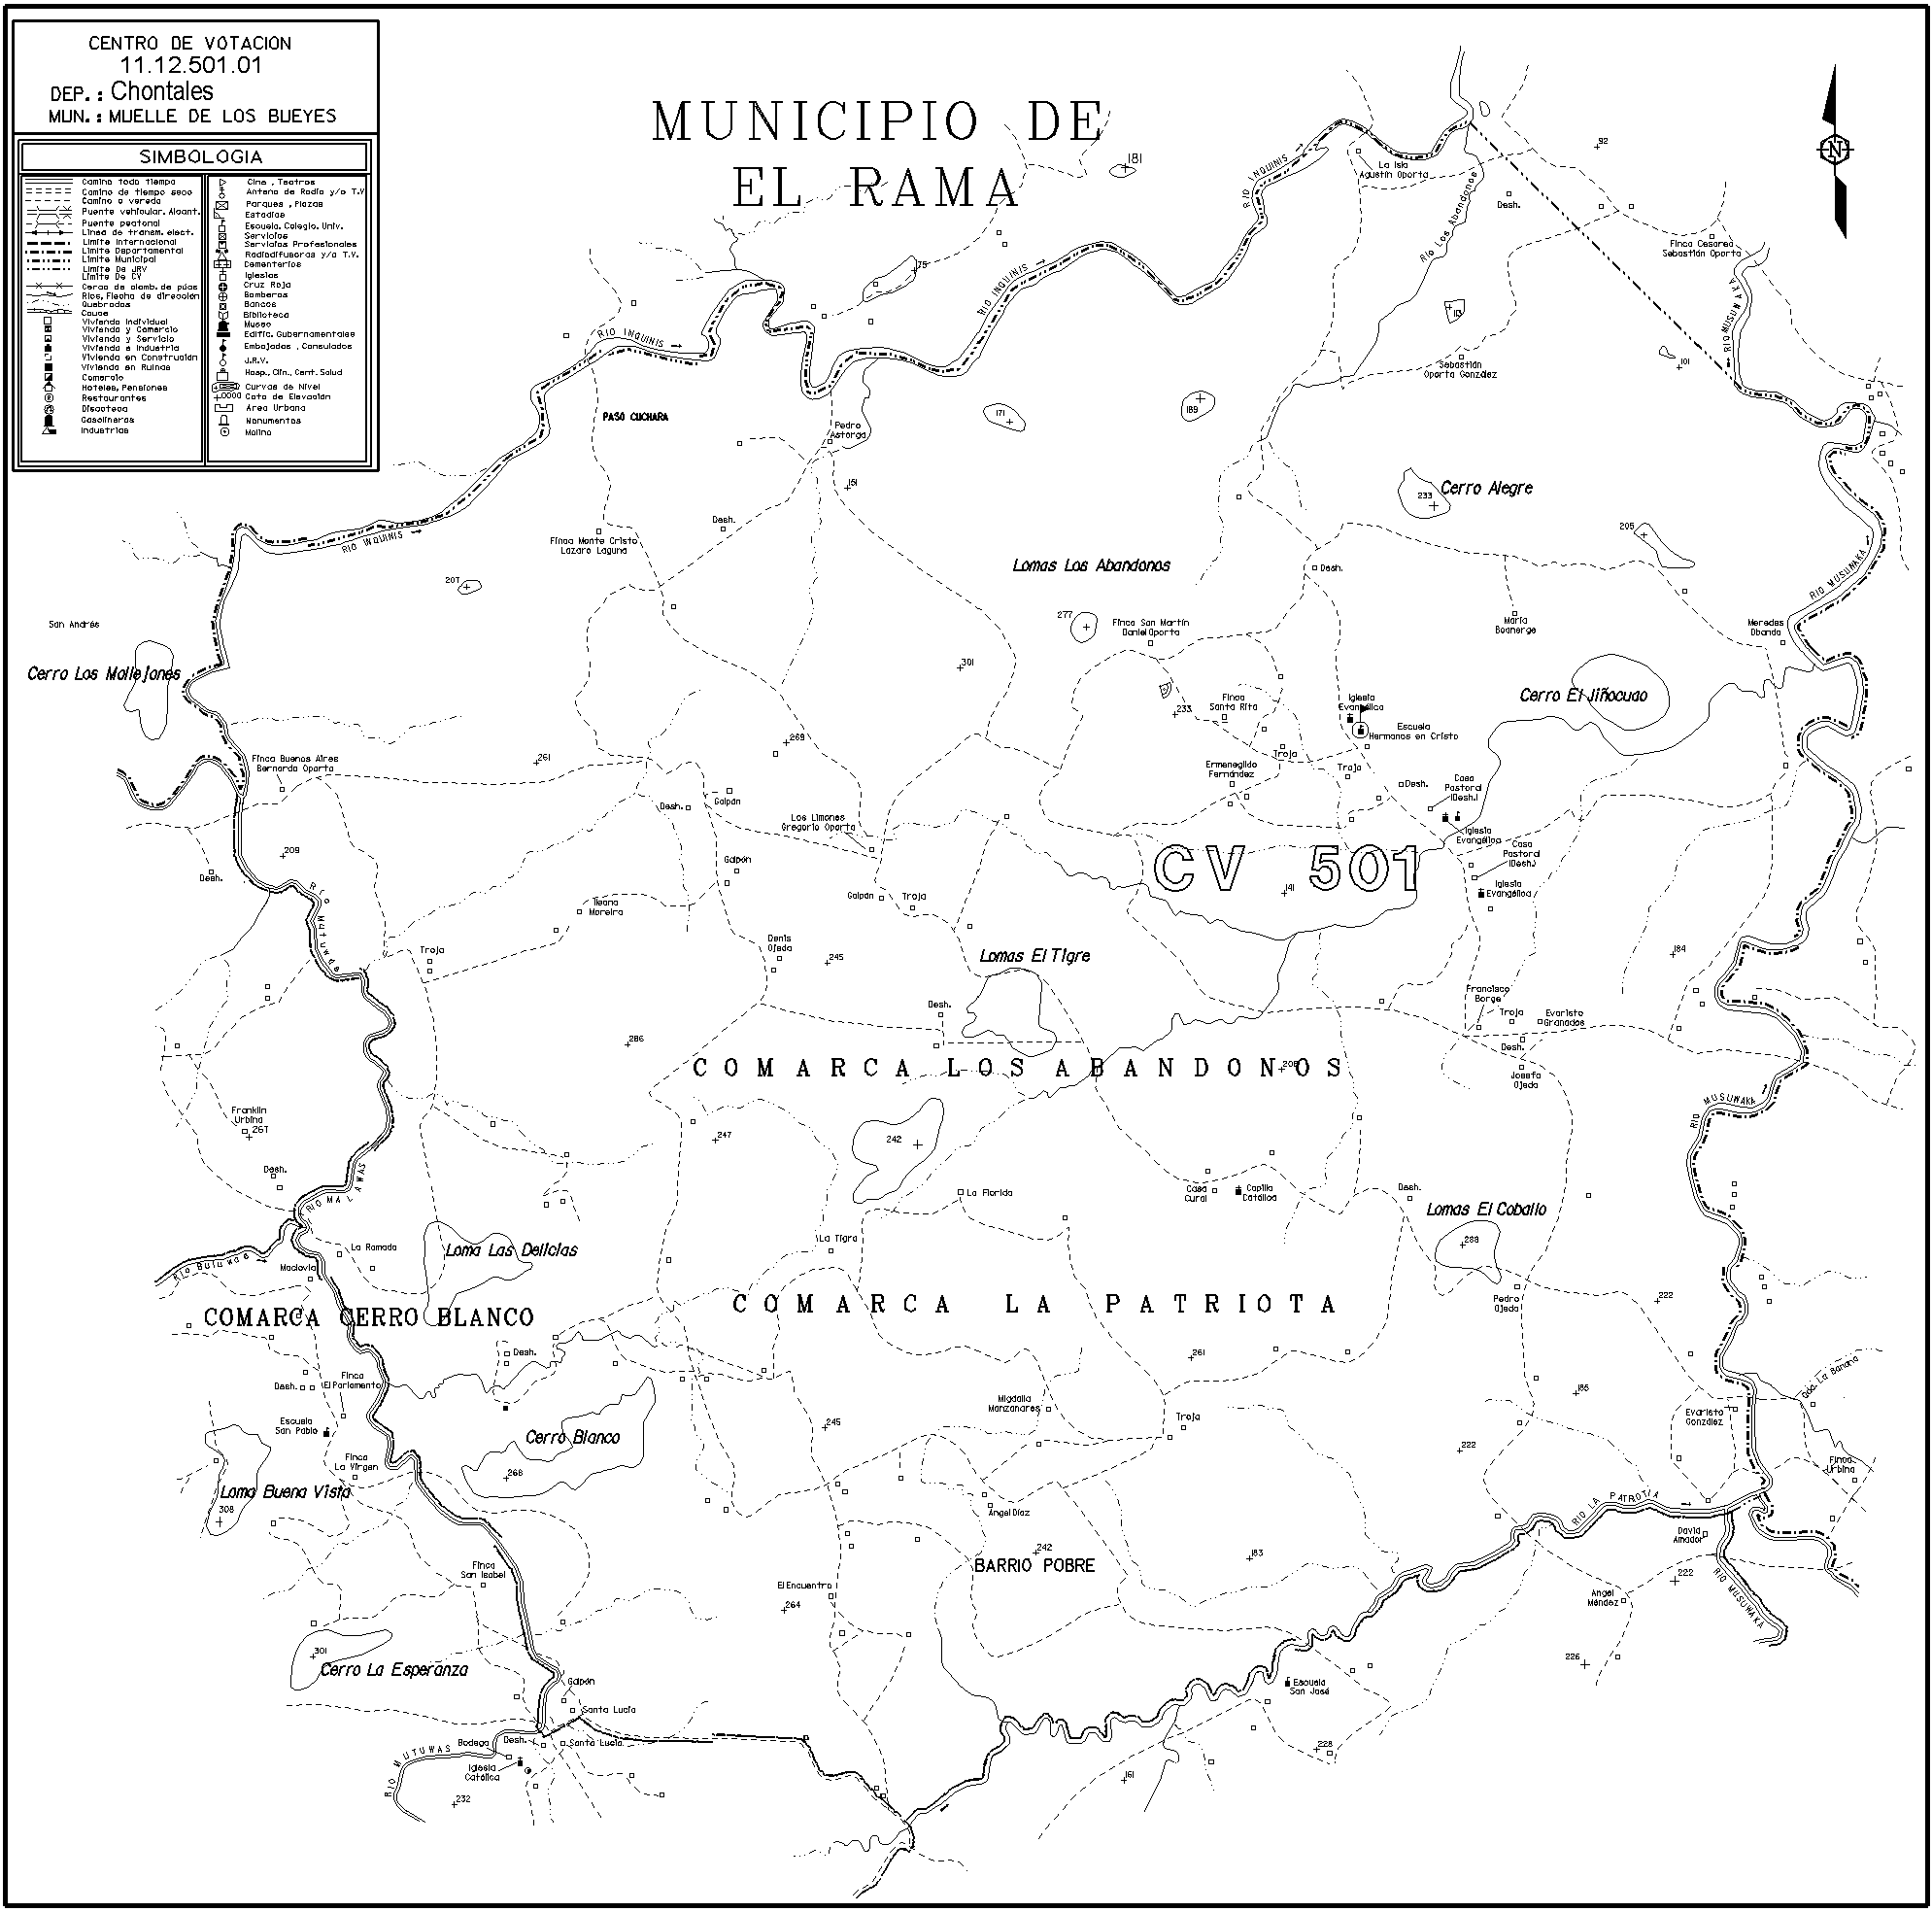 CENTRO DE VOTACION
11.12.501.01
DEP. : Chontales
MUN. : MUELLE DE LOS BUEYES
SIMBOLOGIA
Camino todo tiempo
Camino de tiempo seco
Camino o vereda
Puente vehicular. Alcant.
Puente peatonal
Linea de transm. elect.
Limite Internacional
Limite Departamental
Limite Municipal
Limite De JRV
Limite De CV
Cerca de alamb. de púas
Rios, Flecha de dirección
Quebradas
Cauce
Vivienda Individual
Vivienda y Comercio
Vivienda y Servicio
Vivienda e Industria
Vivienda en Construcción
Vivienda en Ruinas
Comercio
Hoteles, Pensiones
Restaurantes
Discoteca
Gasolineras
Industrias
Cine , Teatros
Antena de Radio y/o T.V
Parques , Plazas
Estadios
Escuela, Colegio, Univ.
Servicios
Servicios Profesionales
Radiodifusoras y/o T.V.
Cementerios
Iglesias
Cruz Roja
Bomberos
Bancos
Biblioteca
Museo
Edific. Gubernamentales
Embajadas , Consulados
J.R.V.
Hosp., Clin., Cent. Salud
Curvas de Nivel
Cota de Elevación
Area Urbana
Monumentos
Molino
MUNICIPIO DE
EL RAMA
181
92
La Isla
Agustín Oporta
Desh.
Finca Cesarea
Sebastián Oporta
RIO INQUINIS
RIO INQUINIS
RIO INQUINIS
RIO INQUINIS
RIO LOS Abandonos
RIO MUSUWAKA
75
101
Sebastián
Oporta González
171
189
PASO CUCHARA
Pedro
Astorga
151
Desh.
Finca Monte Cristo
Lazaro Laguna
233
Cerro Alegre
205
Lomas Los Abandonos
Desh.
207
277
Finca San Martín
Daniel Oporta
María
Boanerge
Mercedes
Obando
RIO MUSUWAKA
San Andrés
Cerro Los Mollejones
301
233
Finca
Santa Rita
Iglesia
Evangélica
Escuela
Hermanos en Cristo
Cerro El Jiñocuao
Finca Buenos Aires
Bernarda Oporta
261
269
Troja
Troja
Ermenegildo
Fernández
Desh.
Casa
Pastoral
(Desh.)
Desh.
Galpón
Los Limones
Gregorio Oporta
Iglesia
Evangélica
Casa
Pastoral
(Desh.)
Iglesia
Evangélica
209
Desh.
Galpón
CV 501
141
Galpón
Troja
Ileana
Moreira
Río Mutuwas
Troja
Denis
Ojeda
245
Lomas El Tigre
184
Desh.
Francisco
Borge
Troja
Evaristo
Granados
Desh.
Josefa
Ojeda
286
COMARCA LOS ABANDONOS
RIO MUSUWAKA
Franklin
Urbina
267
247
242
Desh.
RIO MALAWAS
La Florida
Casa
Cural
Capilla
Católica
Desh.
Lomas El Caballo
288
La Ramada
Loma Las Delicias
La Tigra
Maclovia
COMARCA CERRO BLANCO
COMARCA LA PATRIOTA
Pedro
Ojeda
222
Desh.
261
Finca
El Parlamento
Desh.
185
Qda. La Banana
Migdalia
Manzanares
Troja
Evaristo
González
Escuela
San Pablo
245
222
Cerro Blanco
Finca
La Virgen
268
Finca
Urbina
Loma Buena Vista
308
Angel Díaz
RIO LA PATROTIA
David
Amador
242
BARRIO POBRE
183
Finca
San Isabel
222
RIO MUSUWAKA
El Encuentro
264
Angel
Méndez
301
Cerro La Esperanza
226
Galpón
Escuela
San José
Santa Lucía
Bodega
Desh.
Santa Lucía
RIO MUTUWAS
Iglesia
Católica
228
161
232